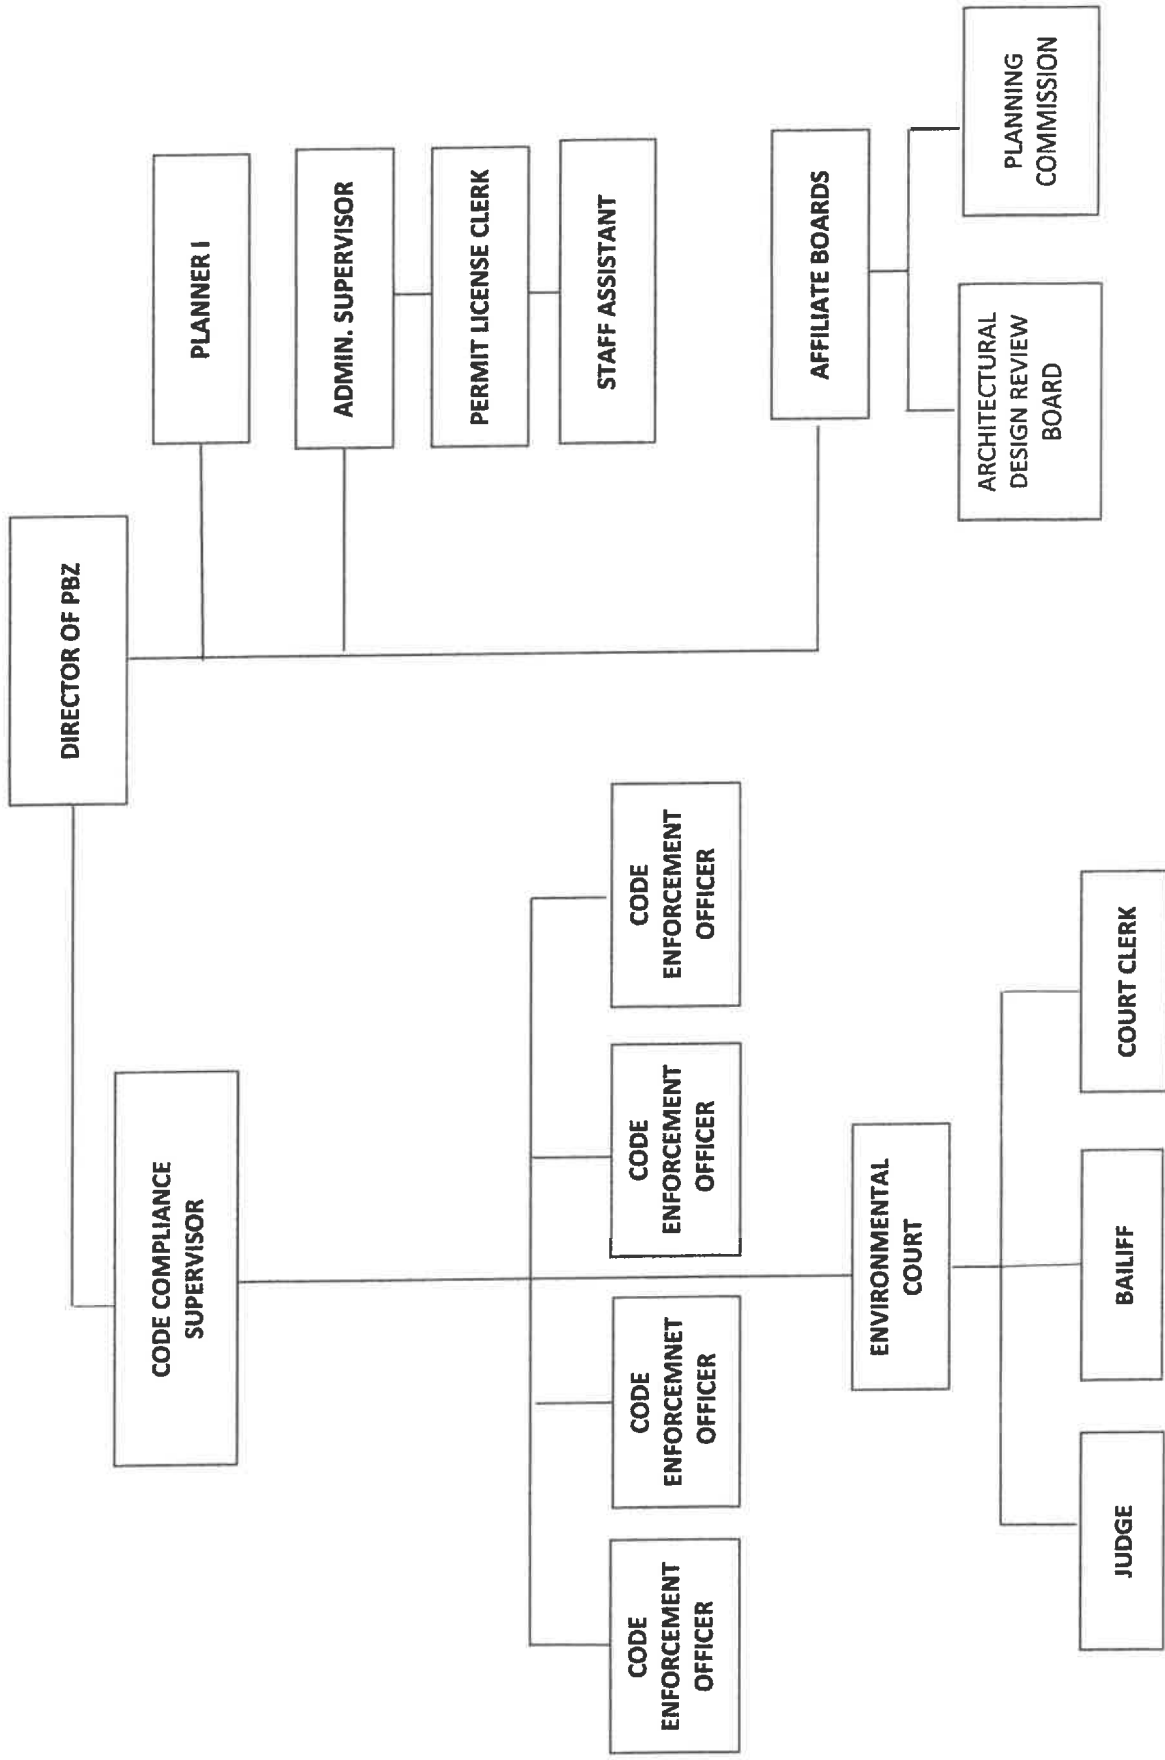 DIRECTOR OF PBZ
CODE COMPLIANCE
SUPERVISOR
PLANNER I
ADMIN. SUPERVISOR
PERMIT LICENSE CLERK
STAFF ASSISTANT
CODE
ENFORCEMENT
OFFICER
CODE
ENFORCEMNET
OFFICER
CODE
ENFORCEMENT
OFFICER
CODE
ENFORCEMENT
OFFICER
AFFILIATE BOARDS
ENVIRONMENTAL
COURT
ARCHITECTURAL
DESIGN REVIEW
BOARD
PLANNING
COMMISSION
JUDGE
BAILIFF
COURT CLERK